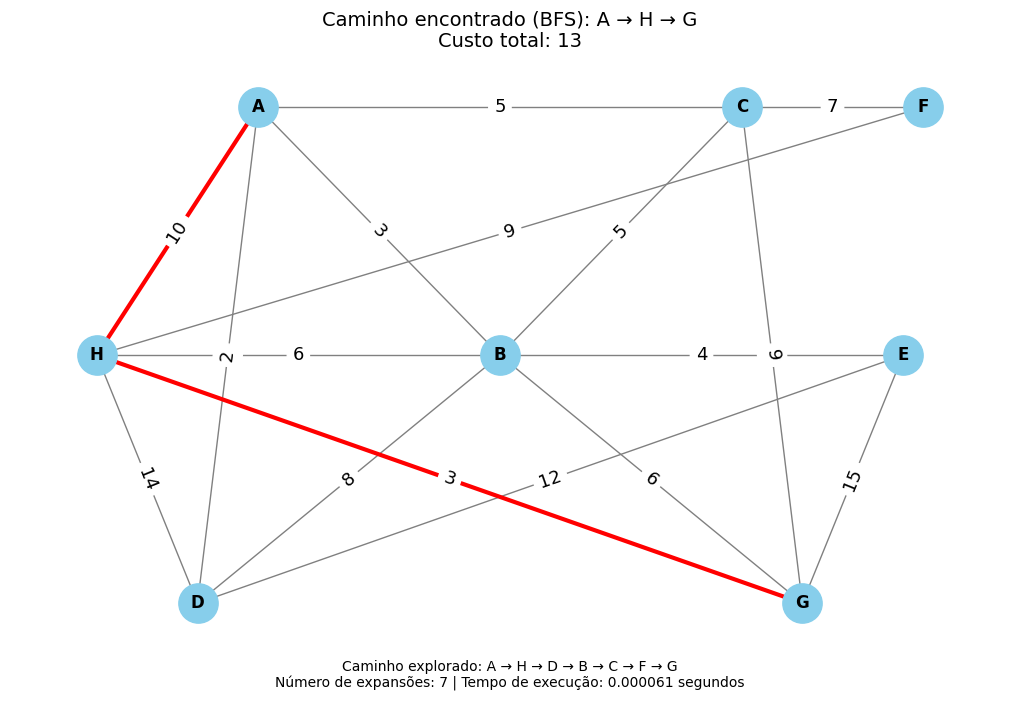 Caminho encontrado (BFS): A → H → G
Custo total: 13
A
5
C
7
F
10
3
5
9
H
2
6
B
4
9
E
14
8
3
12
6
15
D
G
Caminho explorado: A → H → D → B → C → F → G
Número de expansões: 7 | Tempo de execução: 0.000061 segundos